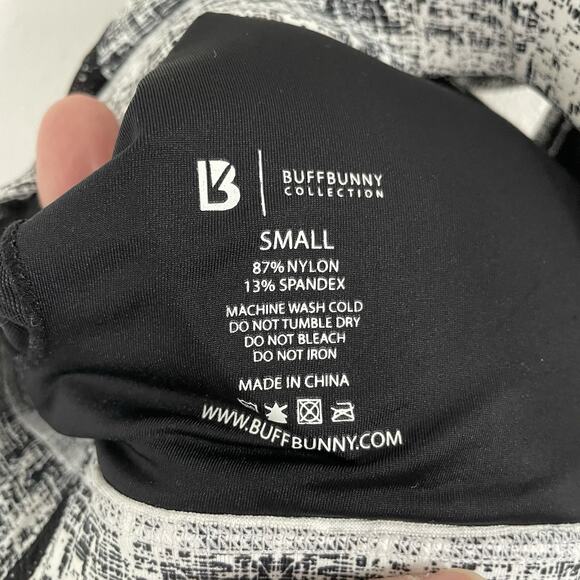 B
BUFFBUNNY
COLLECTION
SMALL
87% NYLON
13% SPANDEX
MACHINE WASH COLD
DO NOT TUMBLE DRY
DO NOT BLEACH
DO NOT IRON
MADE IN CHINA
WWW.BUFFBUNNY.COM